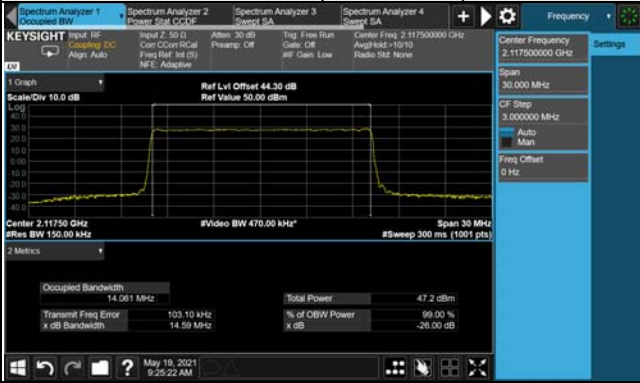 Spectrum Analyzer 1
Occupied BW
Spectrum Analyzer 2
Power Stat CCDF
Spectrum Analyzer 3
Swept SA
Spectrum Analyzer 4
Swept SA
+
Frequency
KEYSIGHT
Input: RF
Coupling: DC
Align: Auto
Input Z: 50 Ω
Corr CCorr RCal
Freq Ref: Int (S)
NFE: Adaptive
Atten: 30 dB
Preamp: Off
Trig: Free Run
Gate: Off
#IF Gain: Low
Center Freq: 2.117500000 GHz
Avg|Hold:>10/10
Radio Std: None
LXI
1 Graph
Scale/Div 10.0 dB
Ref Lvl Offset 44.30 dB
Ref Value 50.00 dBm
Log
40.0
30.0
20.0
10.0
0.00
-10.0
-20.0
-30.0
-40.0
Center 2.11750 GHz
#Res BW 150.00 kHz
#Video BW 470.00 kHz*
Span 30 MHz
#Sweep 300 ms (1001 pts)
2 Metrics
Occupied Bandwidth
14.061 MHz
Transmit Freq Error
103.10 kHz
x dB Bandwidth
14.59 MHz
Total Power
47.2 dBm
% of OBW Power
99.00 %
x dB
-26.00 dB
Center Frequency
2.117500000 GHz
Span
30.000 MHz
CF Step
3.000000 MHz
Auto
Man
Freq Offset
0 Hz
Settings
?
May 19, 2021
9:25:22 AM